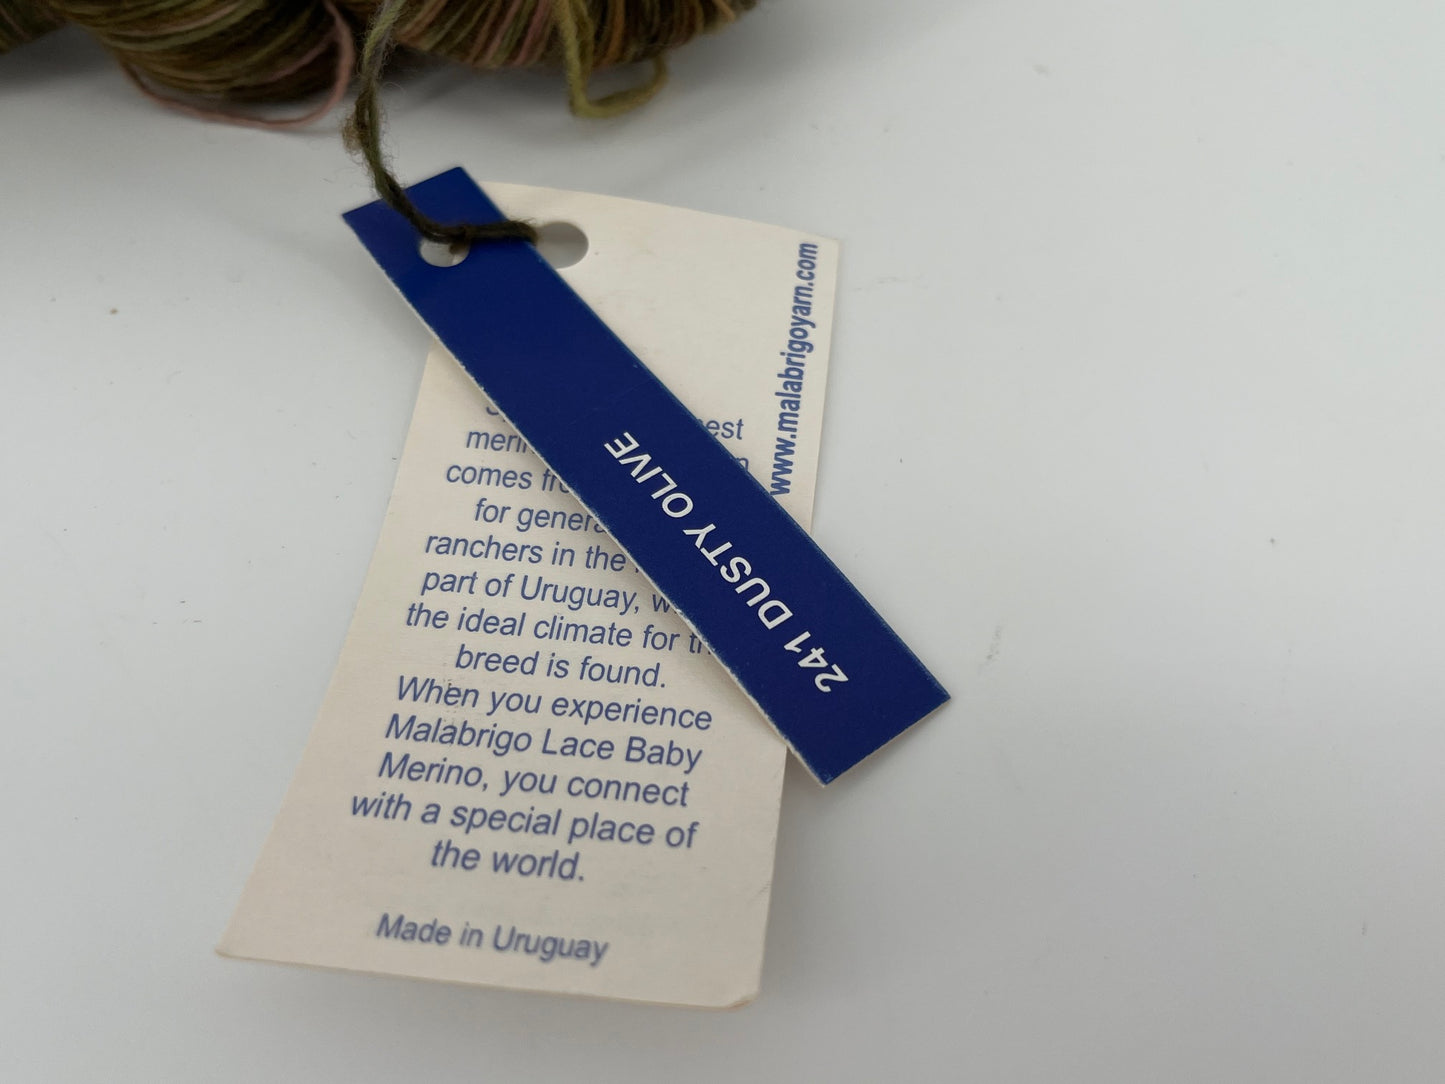 241 DUSTY OLIVE
www.malabrigoyarn.com
comes
for
ranchers in the
part of Uruguay,
the ideal climate for
breed is found.
When you experience
Malabrigo Lace Baby
Merino, you connect
with a special place of
the world.
Made in Uruguay